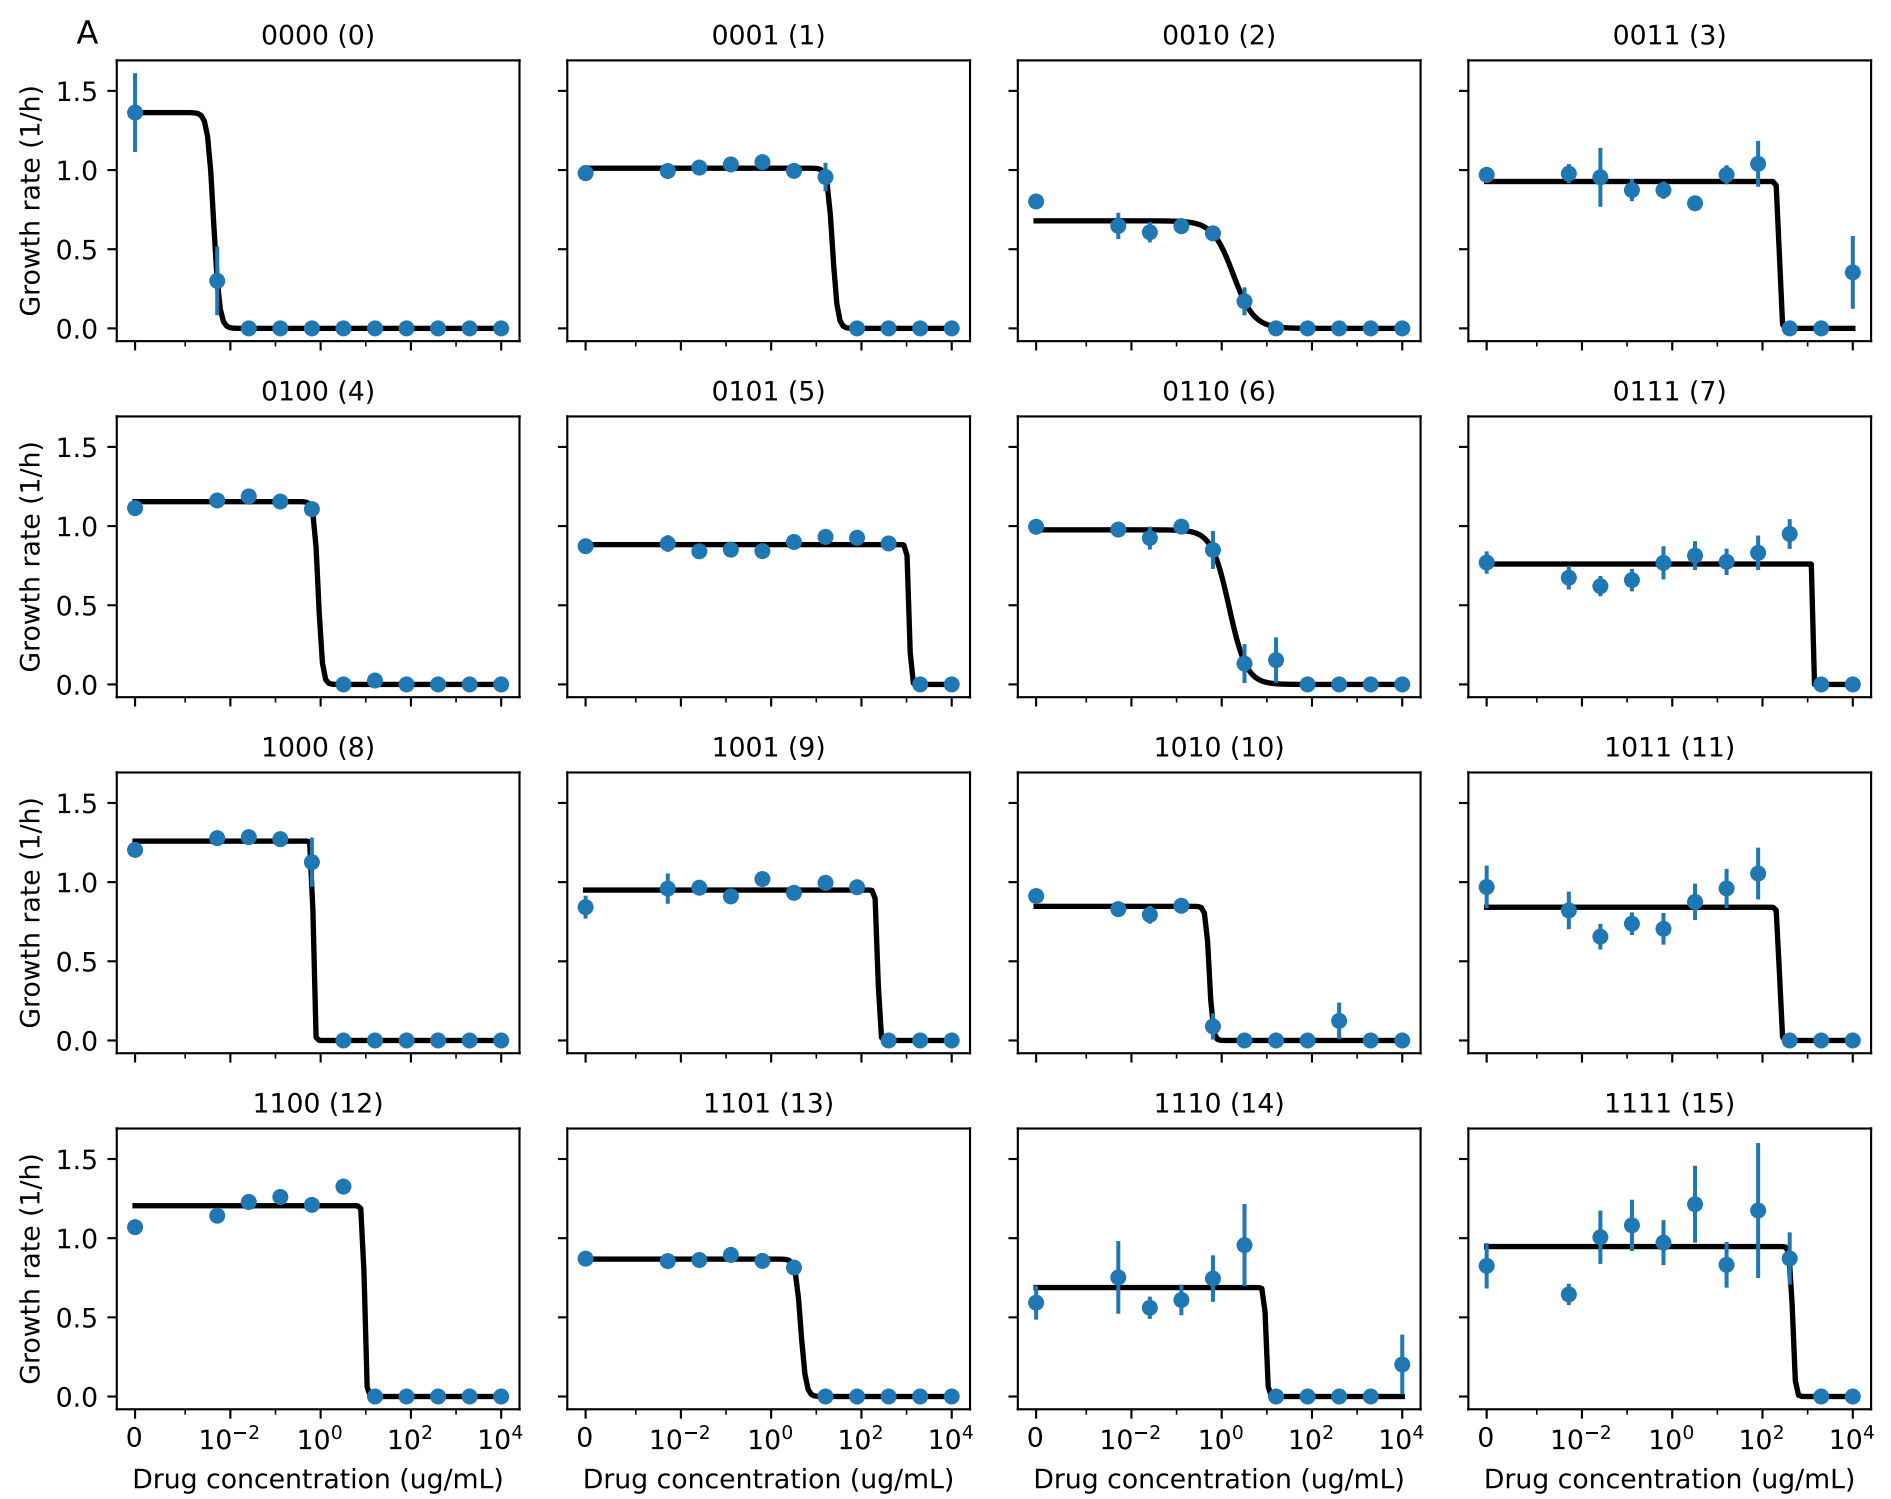 A
0000 (0)
0001 (1)
0010 (2)
0011 (3)
Growth rate (1/h)
1.5
1.0
0.5
0.0
0100 (4)
0101 (5)
0110 (6)
0111 (7)
Growth rate (1/h)
1.5
1.0
0.5
0.0
1000 (8)
1001 (9)
1010 (10)
1011 (11)
Growth rate (1/h)
1.5
1.0
0.5
0.0
1100 (12)
1101 (13)
1110 (14)
1111 (15)
Growth rate (1/h)
1.5
1.0
0.5
0.0
0 10⁻² 10⁰ 10² 10⁴
0 10⁻² 10⁰ 10² 10⁴
0 10⁻² 10⁰ 10² 10⁴
0 10⁻² 10⁰ 10² 10⁴
Drug concentration (ug/mL)
Drug concentration (ug/mL)
Drug concentration (ug/mL)
Drug concentration (ug/mL)